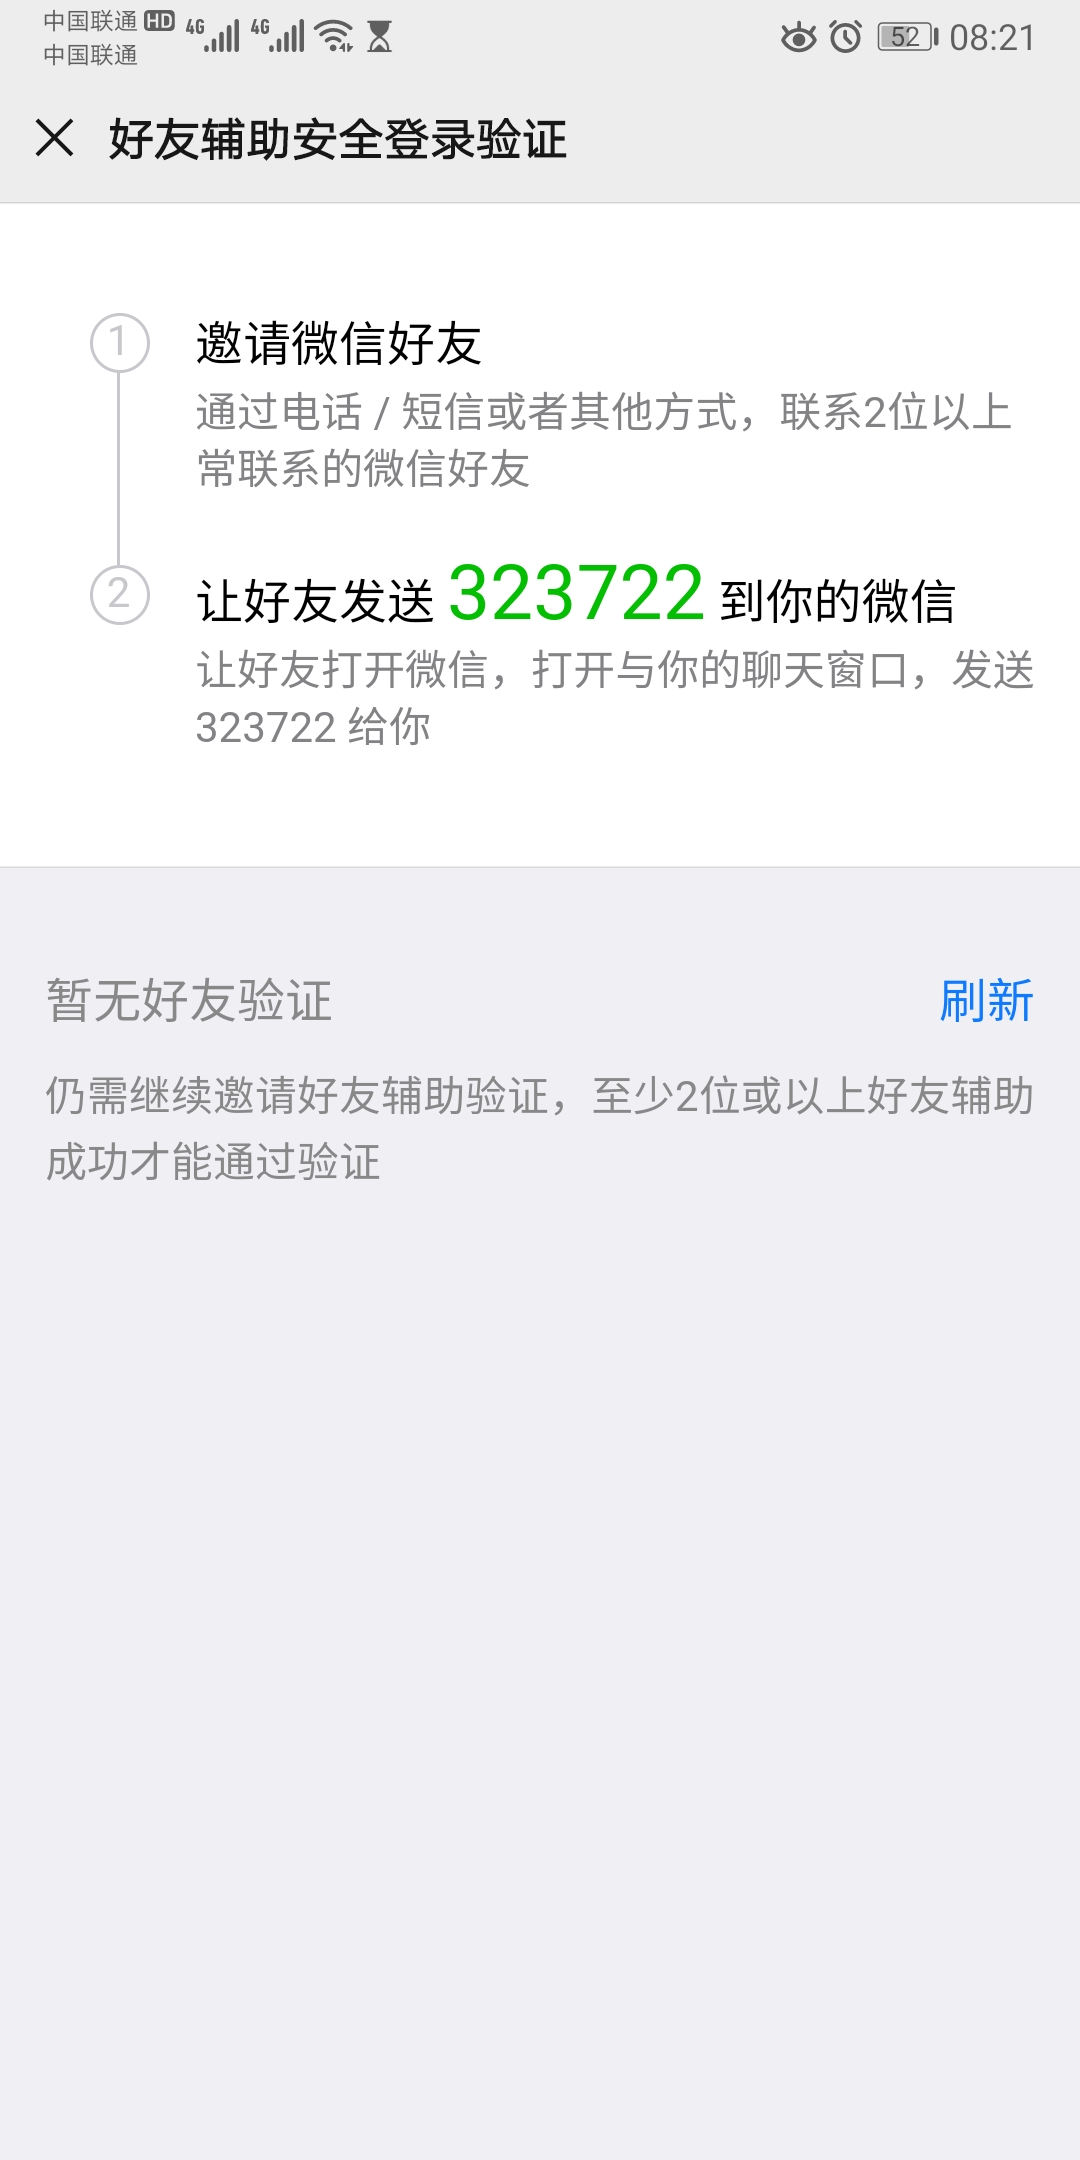 中国联通 HD 4G 4G 52 08:21
中国联通
好友辅助安全登录验证
1 邀请微信好友
通过电话 / 短信或者其他方式，联系2位以上
常联系的微信好友
2 让好友发送 323722 到你的微信
让好友打开微信，打开与你的聊天窗口，发送
323722 给你
暂无好友验证 刷新
仍需继续邀请好友辅助验证，至少2位或以上好友辅助
成功才能通过验证